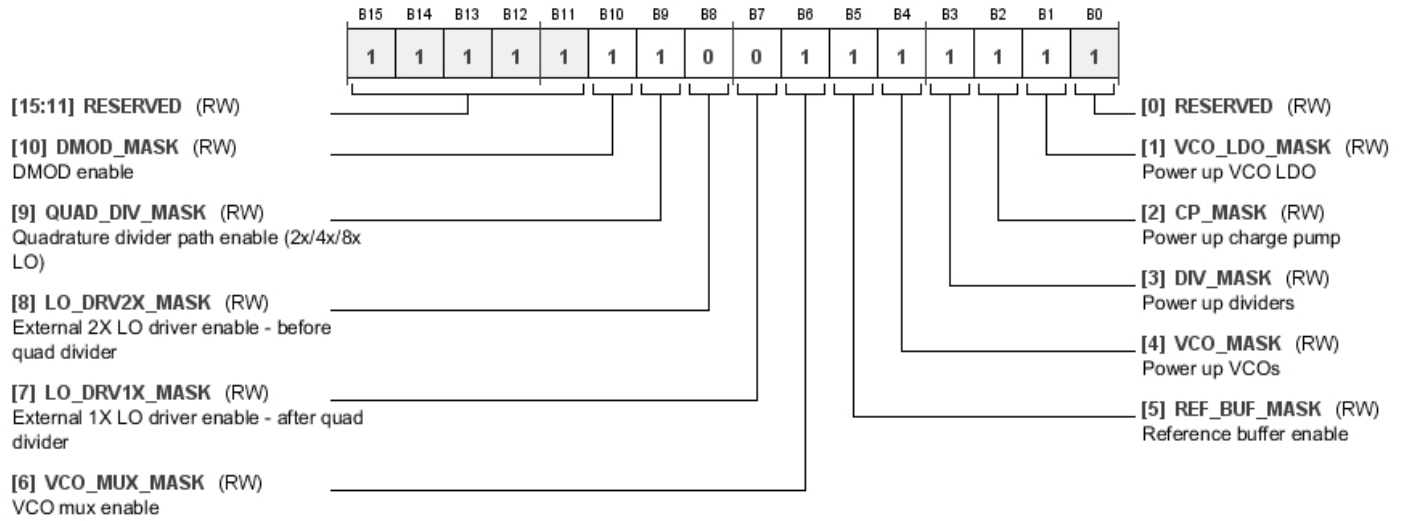 B15 B14 B13 B12 B11 B10 B9 B8 B7 B6 B5 B4 B3 B2 B1 B0
1 1 1 1 1 1 1 0 0 1 1 1 1 1 1 1
[15:11] RESERVED (RW)
[10] DMOD_MASK (RW)
DMOD enable
[9] QUAD_DIV_MASK (RW)
Quadrature divider path enable (2x/4x/8x
LO)
[8] LO_DRV2X_MASK (RW)
External 2X LO driver enable - before
quad divider
[7] LO_DRV1X_MASK (RW)
External 1X LO driver enable - after quad
divider
[6] VCO_MUX_MASK (RW)
VCO mux enable
[0] RESERVED (RW)
[1] VCO_LDO_MASK (RW)
Power up VCO LDO
[2] CP_MASK (RW)
Power up charge pump
[3] DIV_MASK (RW)
Power up dividers
[4] VCO_MASK (RW)
Power up VCOs
[5] REF_BUF_MASK (RW)
Reference buffer enable